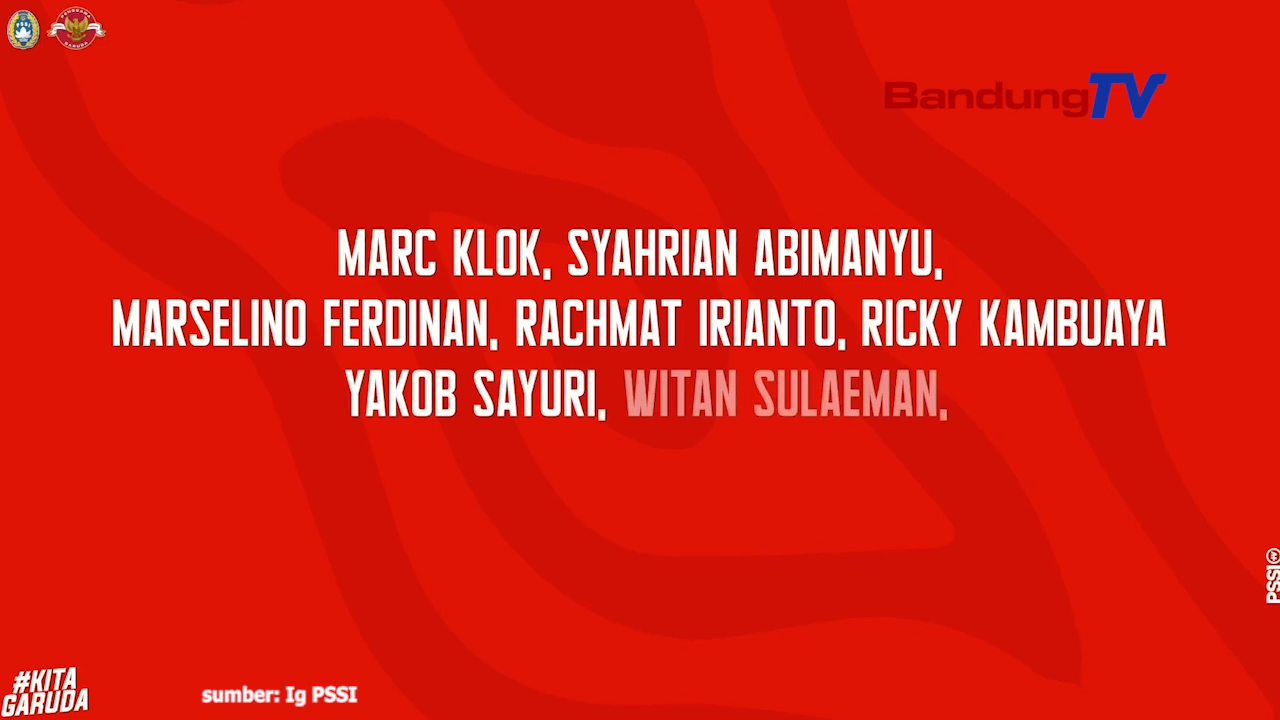 BandungTV
MARC KLOK, SYAHRIAN ABIMANYU,
MARSELINO FERDINAN, RACHMAT IRIANTO, RICKY KAMBUAYA
YAKOB SAYURI, WITAN SULAEMAN,
PSSI
#KITA
GARUDA
sumber: Ig PSSI